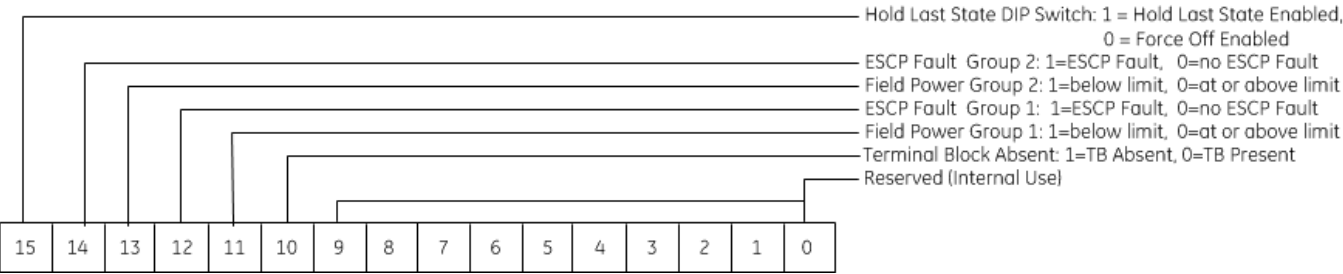 Hold Last State DIP Switch: 1 = Hold Last State Enabled,
0 = Force Off Enabled
ESCP Fault Group 2: 1=ESCP Fault, 0=no ESCP Fault
Field Power Group 2: 1=below limit, 0=at or above limit
ESCP Fault Group 1: 1=ESCP Fault, 0=no ESCP Fault
Field Power Group 1: 1=below limit, 0=at or above limit
Terminal Block Absent: 1=TB Absent, 0=TB Present
Reserved (Internal Use)
15 14 13 12 11 10 9 8 7 6 5 4 3 2 1 0